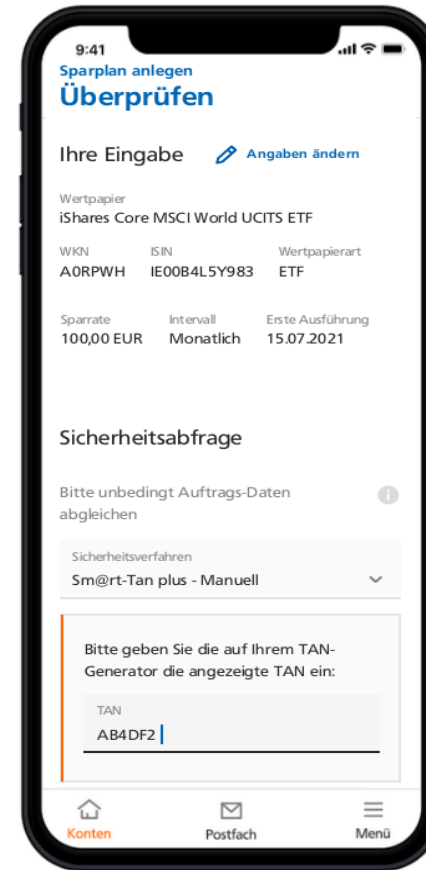 9:41
Sparplan anlegen
Überprüfen
Ihre Eingabe
Angaben ändern
Wertpapier
iShares Core MSCI World UCITS ETF
WKN ISIN Wertpapierart
A0RPWH IE00B4L5Y983 ETF
Sparrate Intervall Erste Ausführung
100,00 EUR Monatlich 15.07.2021
Sicherheitsabfrage
Bitte unbedingt Auftrags-Daten
abgleichen
Sicherheitsverfahren
Sm@rt-Tan plus - Manuell
Bitte geben Sie die auf Ihrem TAN-
Generator die angezeigte TAN ein:
TAN
AB4DF2
Konten Postfach Menü